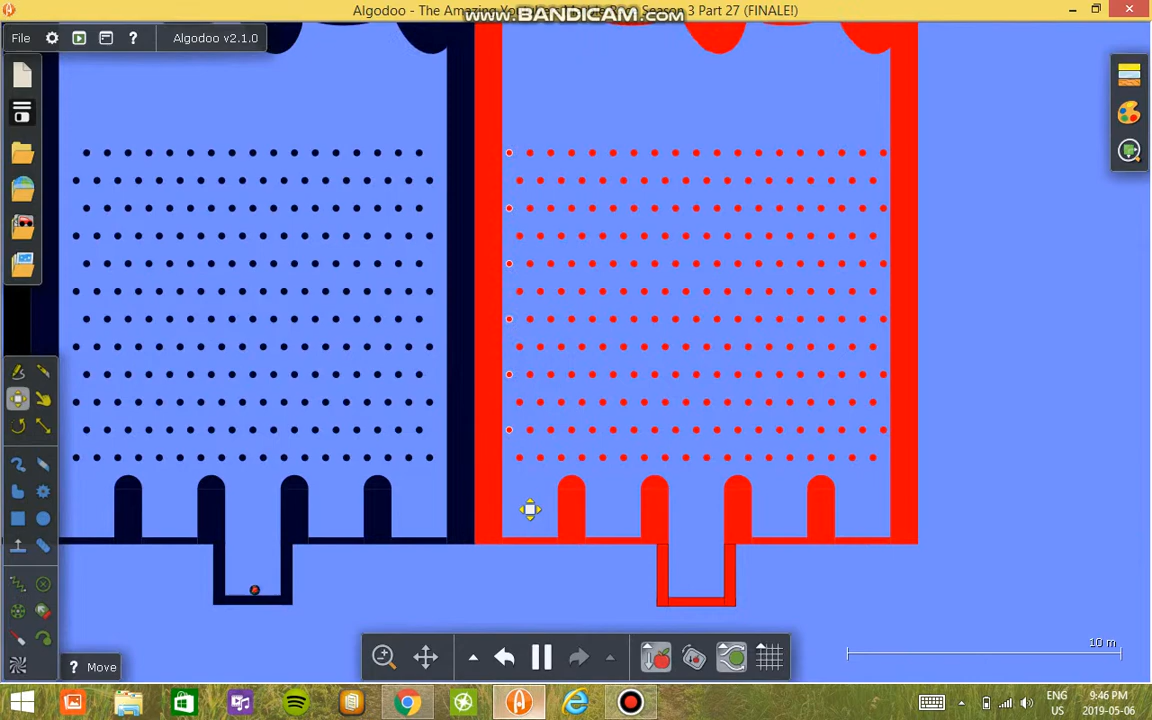 Algodoo - The Amazing You
Season 3 Part 27 (FINALE!)
www.BANDICAM.com
File
?
Algodoo v2.1.0
10 m
? Move
ENG
US
9:46 PM
2019-05-06